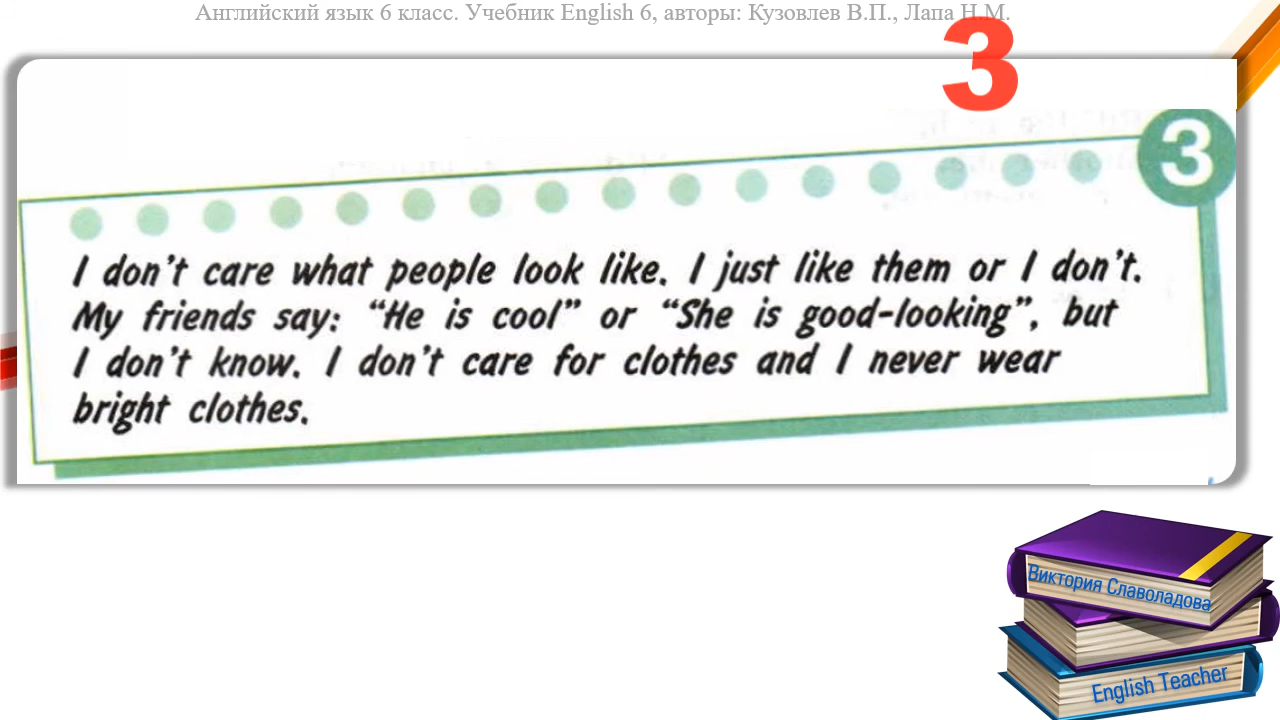 Английский язык 6 класс. Учебник English 6, авторы: Кузовлев В.П., Лапа Н.М.
3
3
I don't care what people look like. I just like them or I don't.
My friends say: “He is cool” or “She is good-looking”, but
I don't know. I don't care for clothes and I never wear
bright clothes.
Виктория Славоладова
English Teacher